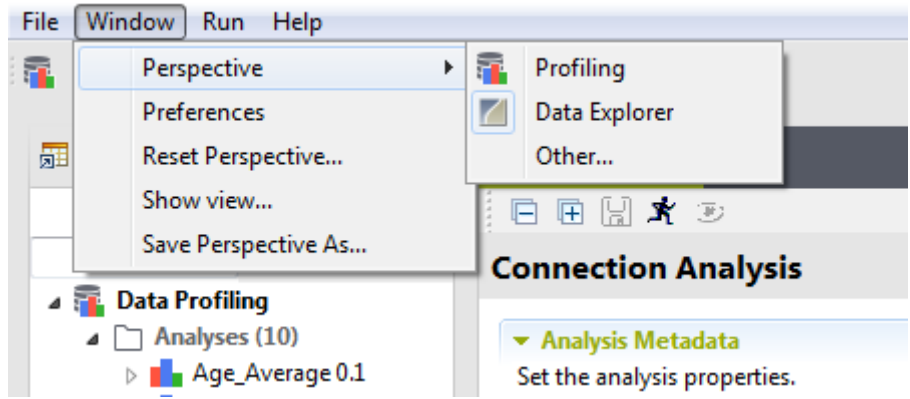 File Window Run Help
Perspective
Preferences
Reset Perspective...
Show view...
Save Perspective As...
Profiling
Data Explorer
Other...
Connection Analysis
Analysis Metadata
Set the analysis properties.
Data Profiling
Analyses (10)
Age_Average 0.1